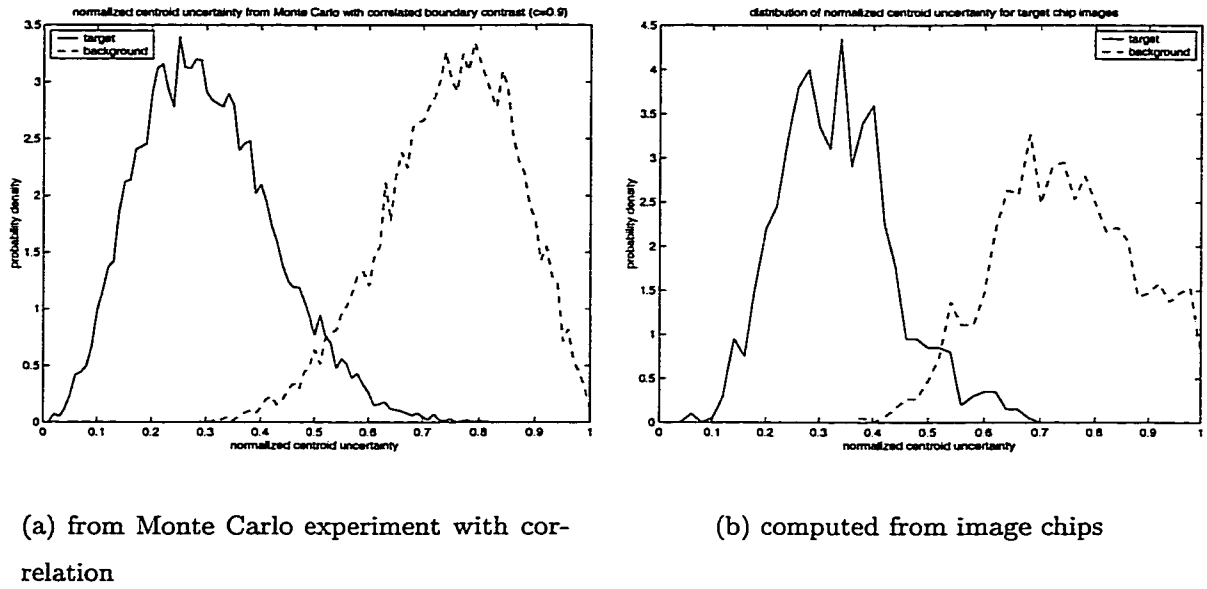 normalized centroid uncertainty from Monte Carlo with correlated boundary contrast (c=0.9)
target
background
3.5
3
2.5
2
1.5
1
0.5
0
probability density
0 0.1 0.2 0.3 0.4 0.5 0.6 0.7 0.8 0.9 1
normalized centroid uncertainty
distribution of normalized centroid uncertainty for target chip images
target
background
4.5
4
3.5
3
2.5
2
1.5
1
0.5
0
probability density
0 0.1 0.2 0.3 0.4 0.5 0.6 0.7 0.8 0.9 1
normalized centroid uncertainty
(a) from Monte Carlo experiment with cor-
relation
(b) computed from image chips